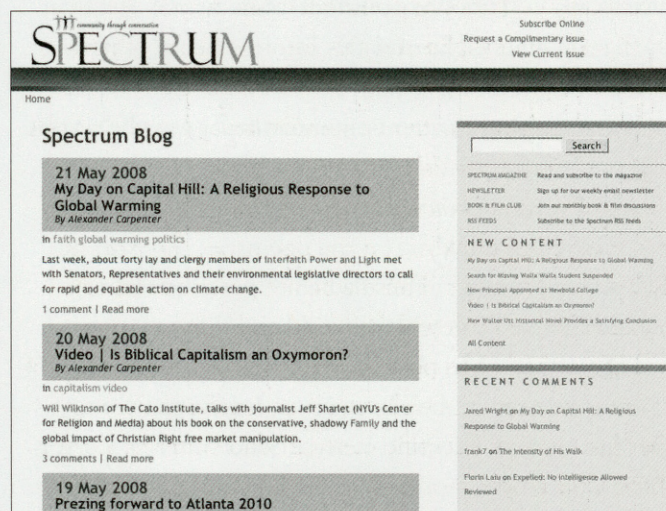 community through conversation
SPECTRUM
Subscribe Online
Request a Complimentary Issue
View Current Issue
Home
Spectrum Blog
21 May 2008
My Day on Capital Hill: A Religious Response to
Global Warming
By Alexander Carpenter
in faith global warming politics
Last week, about forty lay and clergy members of Interfaith Power and Light met
with Senators, Representatives and their environmental legislative directors to call
for rapid and equitable action on climate change.
1 comment | Read more
20 May 2008
Video | Is Biblical Capitalism an Oxymoron?
By Alexander Carpenter
in capitalism video
Will Wilkinson of The Cato Institute, talks with journalist Jeff Sharlet (NYU's Center
for Religion and Media) about his book on the conservative, shadowy Family and the
global impact of Christian Right free market manipulation.
3 comments | Read more
19 May 2008
Prezing forward to Atlanta 2010
Search
SPECTRUM MAGAZINE Read and subscribe to the magazine
NEWSLETTER Sign up for our weekly email newsletter
BOOK & FILM CLUB Join our monthly book & film discussions
RSS FEEDS Subscribe to the Spectrum RSS feeds
NEW CONTENT
My Day on Capital Hill: A Religious Response to Global Warming
Search for Missing Walla Walla Student Suspended
New Principal Appointed at Newbold College
Video | Is Biblical Capitalism an Oxymoron?
New Walter Utt Historical Novel Provides a Satisfying Conclusion
All Content
RECENT COMMENTS
Jared Wright on My Day on Capital Hill: A Religious
Response to Global Warming
frank7 on The Intensity of His Walk
Florin Laiu on Expelled: No Intelligence Allowed
Reviewed